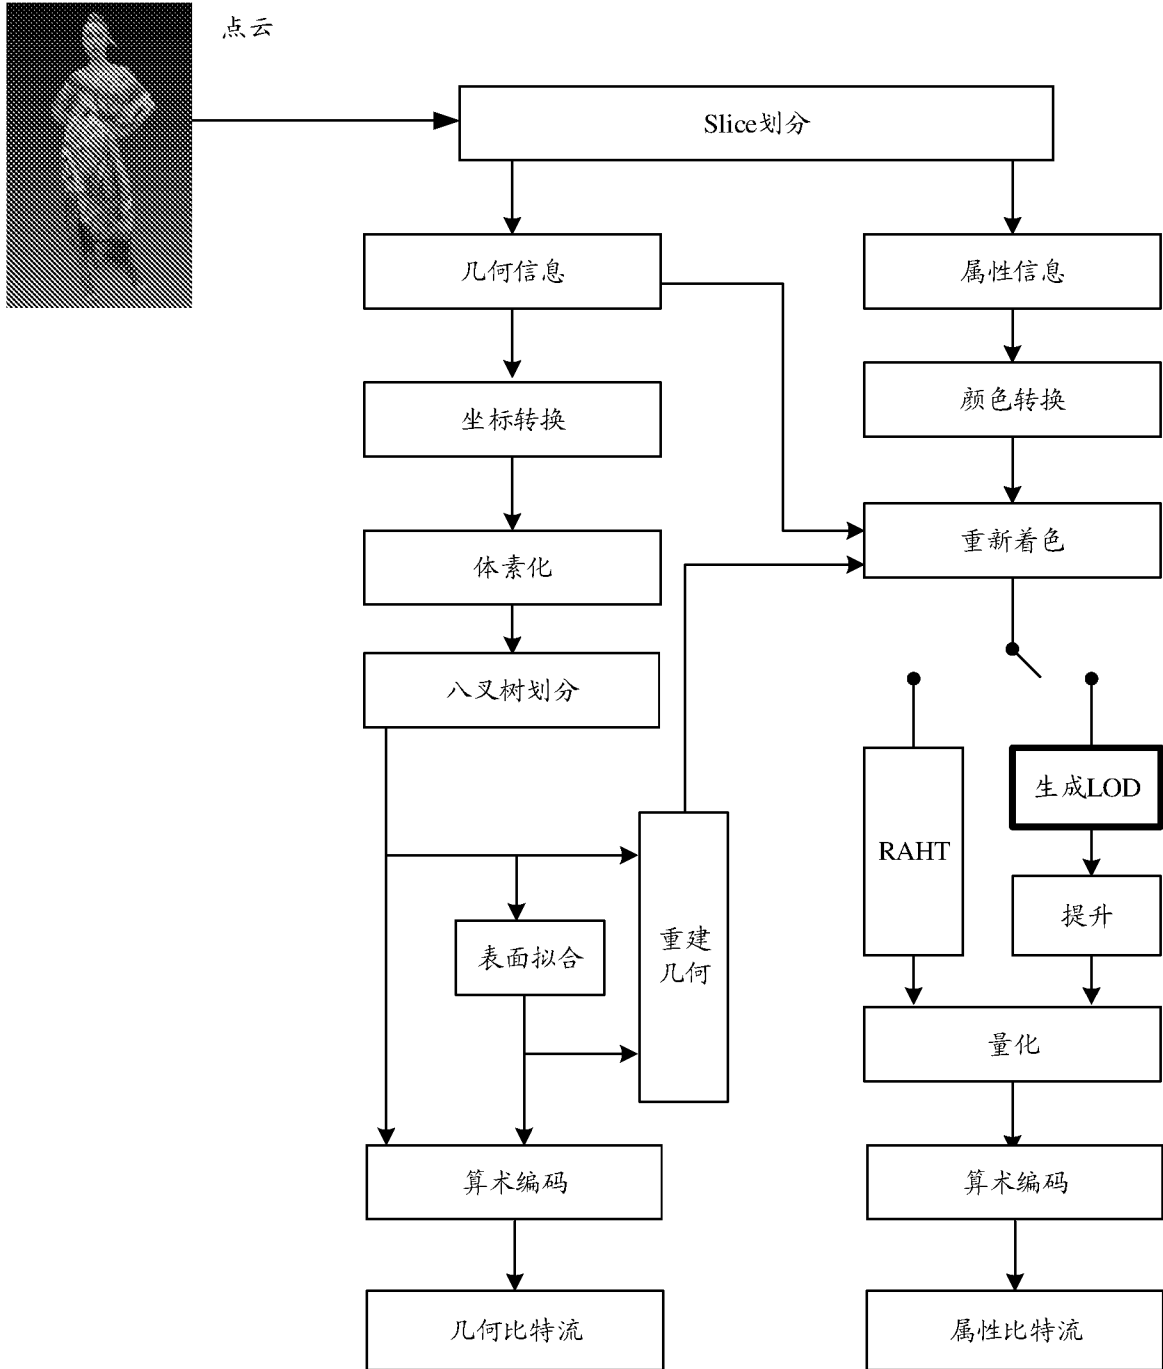 点云
Slice划分
几何信息
属性信息
坐标转换
颜色转换
体素化
重新着色
八叉树划分
生成LOD
RAHT
提升
表面拟合
重建
几何
量化
算术编码
算术编码
几何比特流
属性比特流